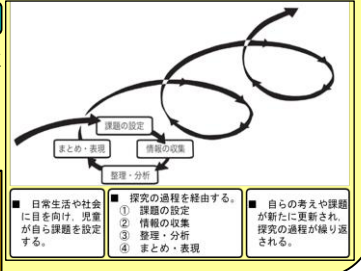 課題の設定
まとめ・表現
情報の収集
整理・分析
■ 日常生活や社会
に目を向け、児童
が自ら課題を設定
する。
■ 探究の過程を経由する。
① 課題の設定
② 情報の収集
③ 整理・分析
④ まとめ・表現
■ 自らの考えや課題
が新たに更新され、
探究の過程が繰り返
される。